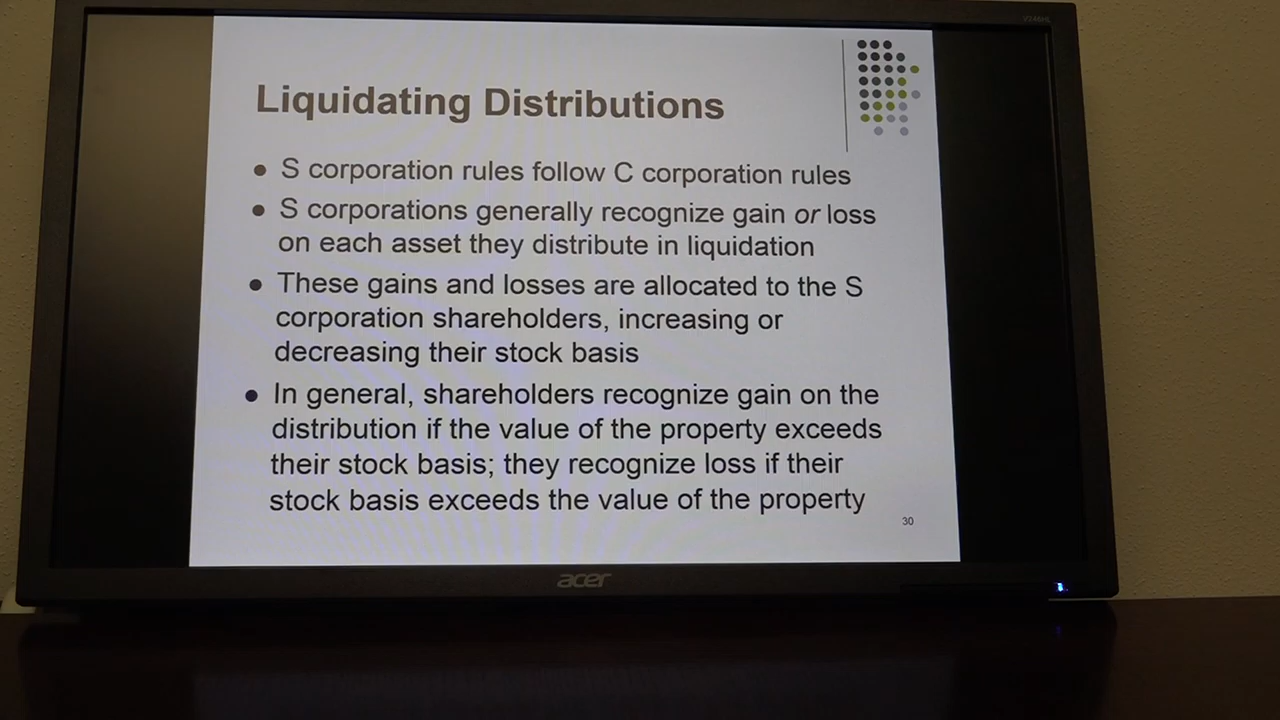 V246HL
Liquidating Distributions
● S corporation rules follow C corporation rules
● S corporations generally recognize gain or loss
on each asset they distribute in liquidation
● These gains and losses are allocated to the S
corporation shareholders, increasing or
decreasing their stock basis
● In general, shareholders recognize gain on the
distribution if the value of the property exceeds
their stock basis; they recognize loss if their
stock basis exceeds the value of the property
30
acer